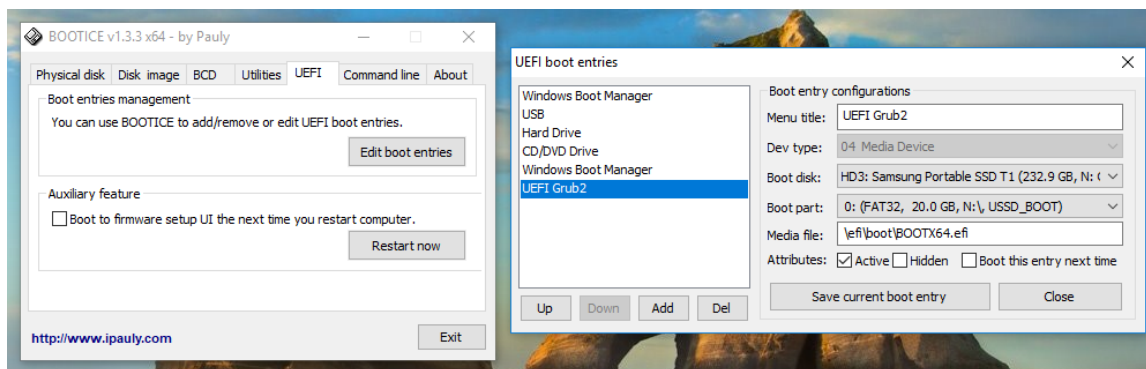 BOOTICE v1.3.3 x64 - by Pauly
Physical disk Disk image BCD Utilities UEFI Command line About
Boot entries management
You can use BOOTICE to add/remove or edit UEFI boot entries.
Edit boot entries
Auxiliary feature
Boot to firmware setup UI the next time you restart computer.
Restart now
http://www.ipauly.com
Exit
UEFI boot entries
Windows Boot Manager
USB
Hard Drive
CD/DVD Drive
Windows Boot Manager
UEFI Grub2
Up Down Add Del
Boot entry configurations
Menu title: UEFI Grub2
Dev type: 04 Media Device
Boot disk: HD3: Samsung Portable SSD T1 (232.9 GB, N: (
Boot part: 0: (FAT32, 20.0 GB, N:\, USSD_BOOT)
Media file: \efi\boot\BOOTX64.efi
Attributes: Active Hidden Boot this entry next time
Save current boot entry Close